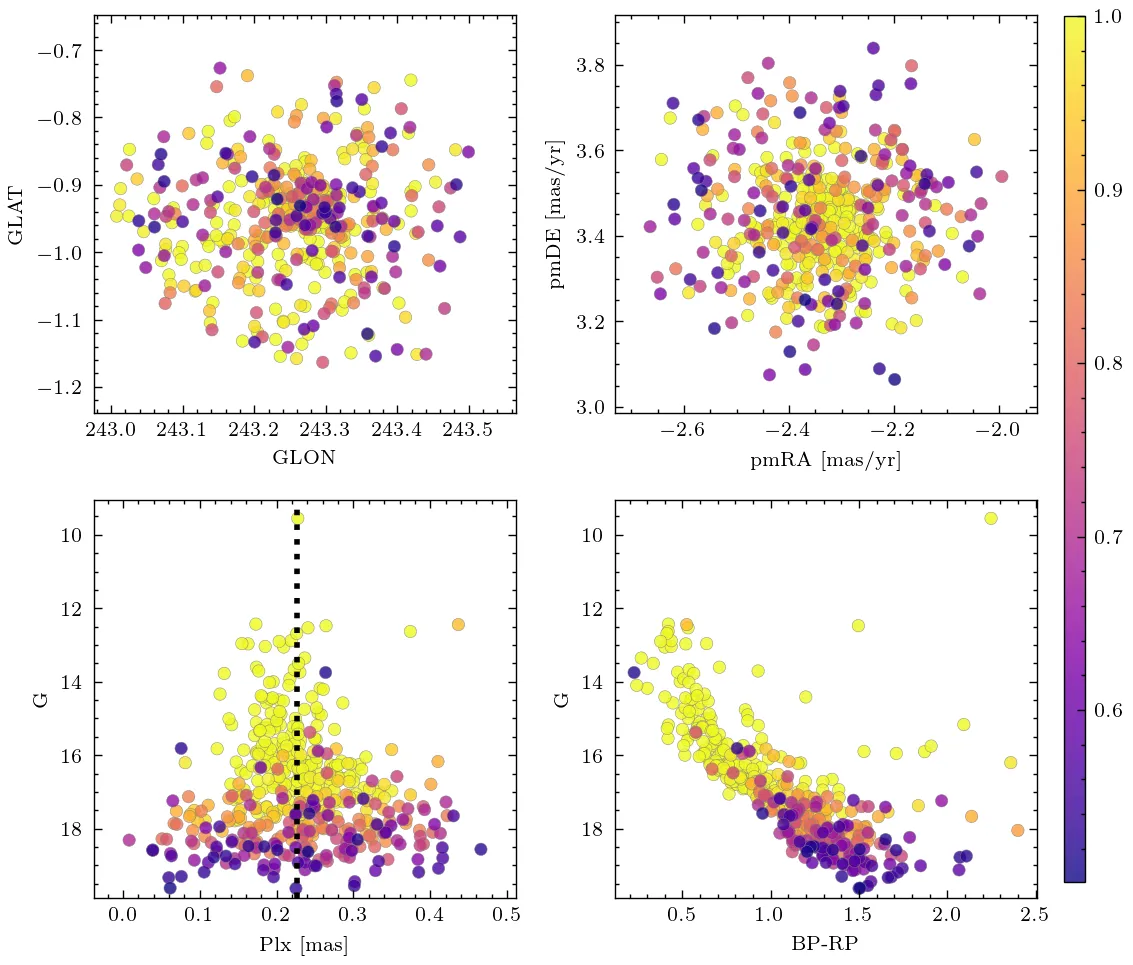 −0.7
−0.8
−0.9
−1.0
−1.1
−1.2
GLAT
243.0 243.1 243.2 243.3 243.4 243.5
GLON
3.8
3.6
3.4
3.2
3.0
pmDE [mas/yr]
−2.6 −2.4 −2.2 −2.0
pmRA [mas/yr]
1.0
0.9
0.8
0.7
0.6
10
12
14
16
18
G
0.0 0.1 0.2 0.3 0.4 0.5
Plx [mas]
10
12
14
16
18
G
0.5 1.0 1.5 2.0 2.5
BP-RP